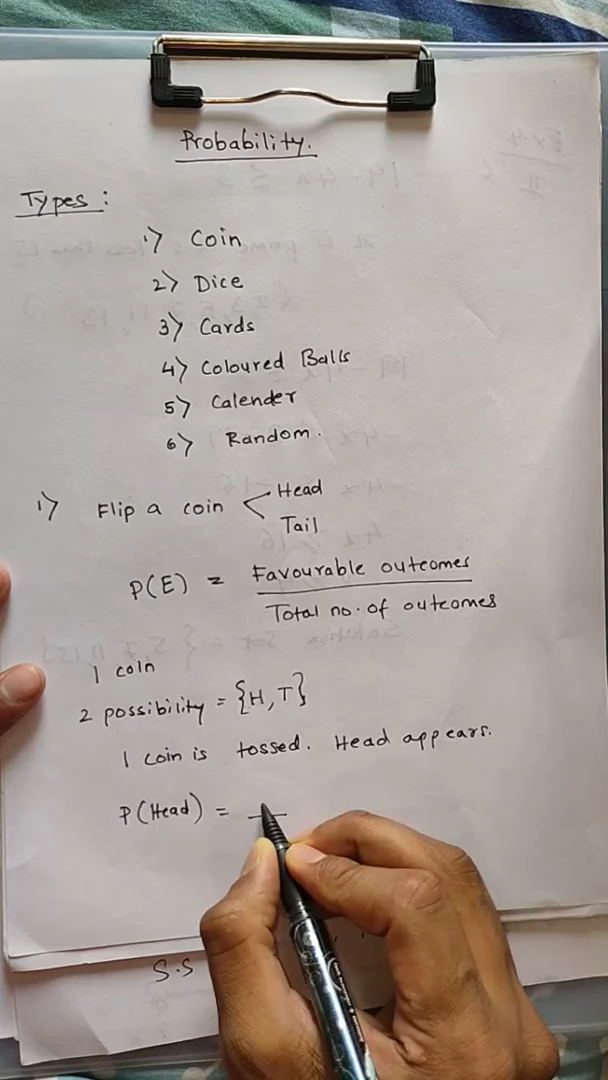 Probability.
Types :
1) Coin
2) Dice
3) Cards
4) Coloured Balls
5) Calender
6) Random.
1) Flip a coin < Head
Tail
P(E) = Favourable outcomes
Total no. of outcomes
1 coin
2 possibility = {H, T}
1 coin is tossed. Head appears.
P(Head) =
S.S